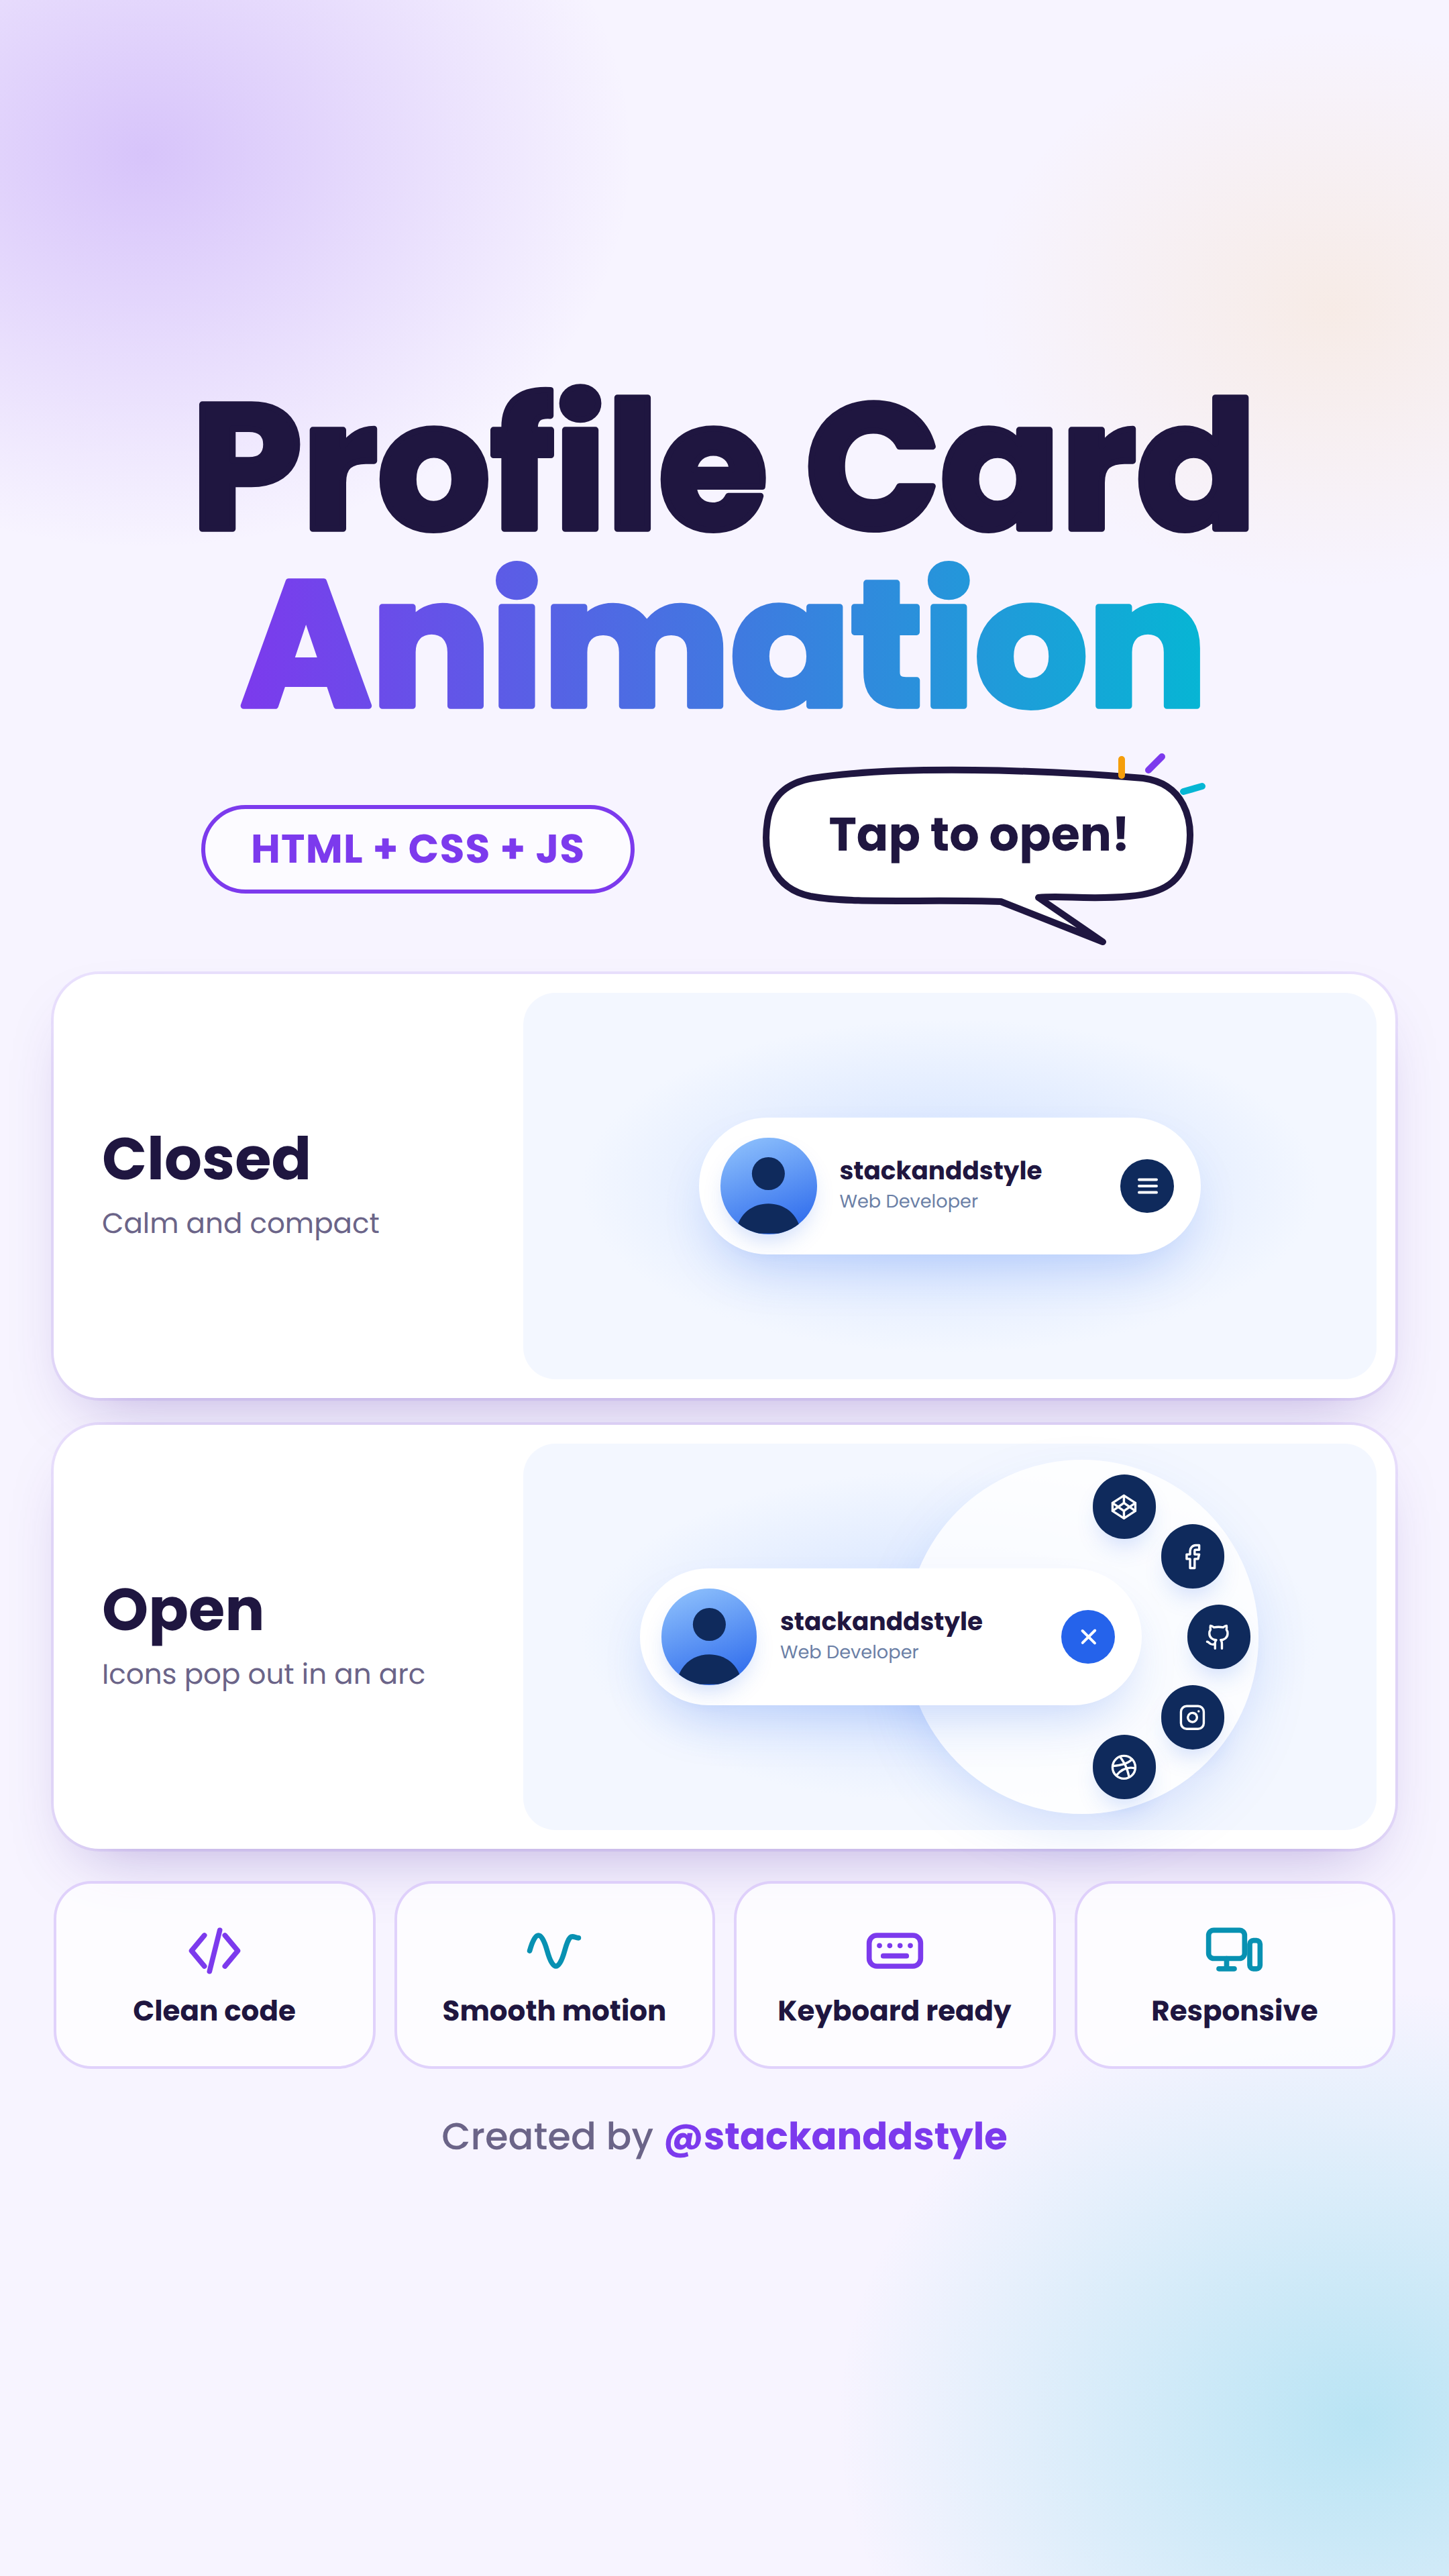 Profile Card
Animation
HTML + CSS + JS
Tap to open!
Closed
Calm and compact
stackanddstyle
Web Developer
Open
Icons pop out in an arc
stackanddstyle
Web Developer
Clean code
Smooth motion
Keyboard ready
Responsive
Created by @stackanddstyle